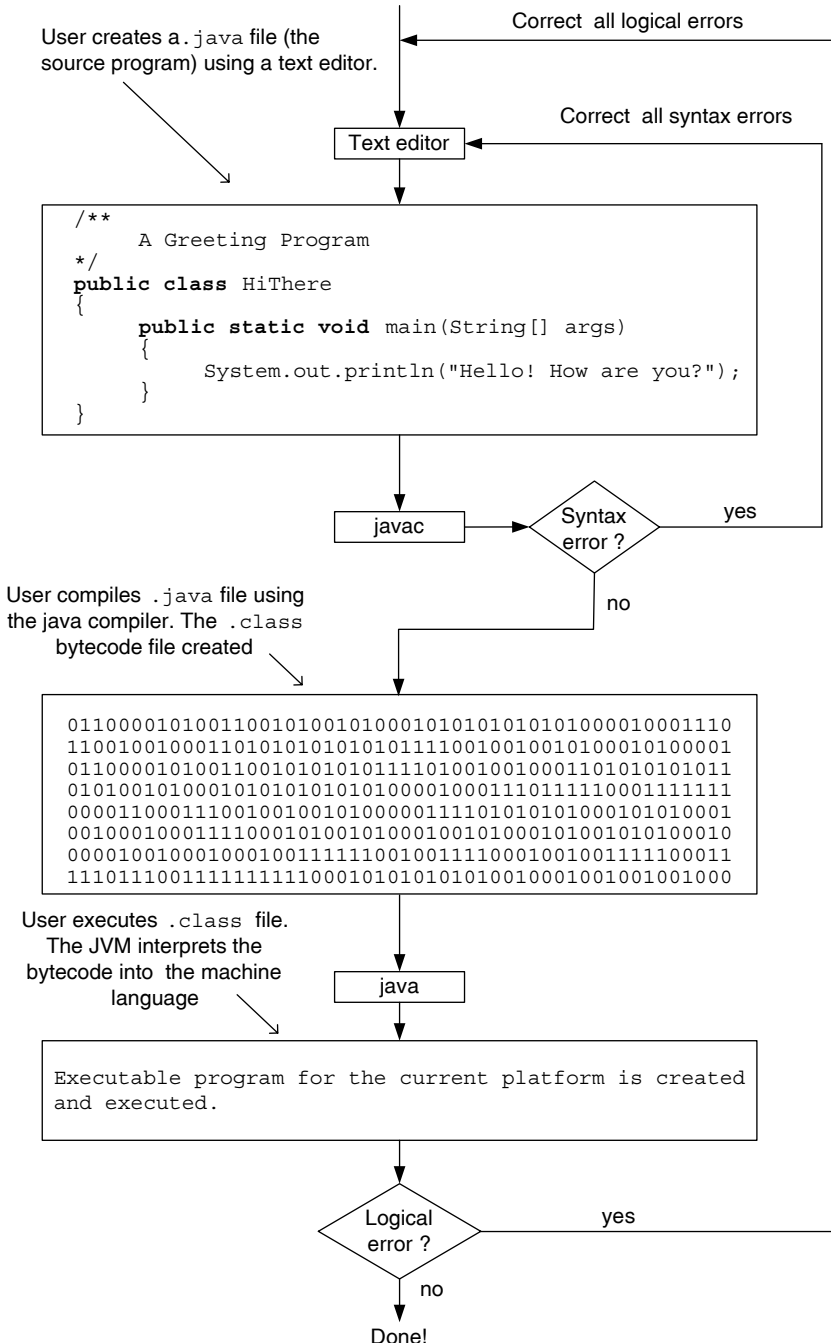 Correct all logical errors
User creates a .java file (the
source program) using a text editor.
Correct all syntax errors
Text editor
/**
A Greeting Program
*/
public class HiThere
{
public static void main(String[] args)
{
System.out.println("Hello! How are you?");
}
}
javac
Syntax
error ?
yes
no
User compiles .java file using
the java compiler. The .class
bytecode file created
0110000101001100101001010001010101010101000010001110
1100100100011010101010101011110010010010100010100001
0110000101001100101010101111010010010001101010101011
0101001010001010101010101000010001110111110001111111
0000110001110010010010100000111101010101000101010001
0010001000111100010100101000100101000101001010100010
0000100100010001001111110010011110001001001111100011
1110111001111111111000101010101010010001001001001000
User executes .class file.
The JVM interprets the
bytecode into the machine
language
java
Executable program for the current platform is created
and executed.
Logical
error ?
yes
no
Done!